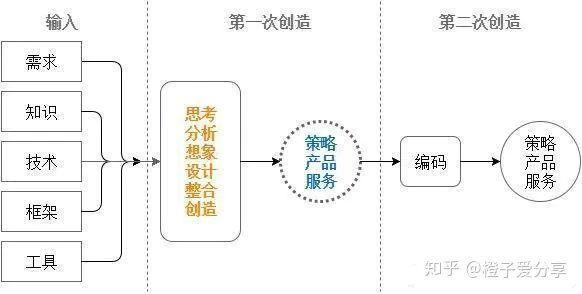 输入
第一次创造
第二次创造
需求
知识
技术
框架
工具
思考
分析
想象
设计
整合
创造
策略
产品
服务
编码
策略
产品
服务
知乎 @橙子爱分享